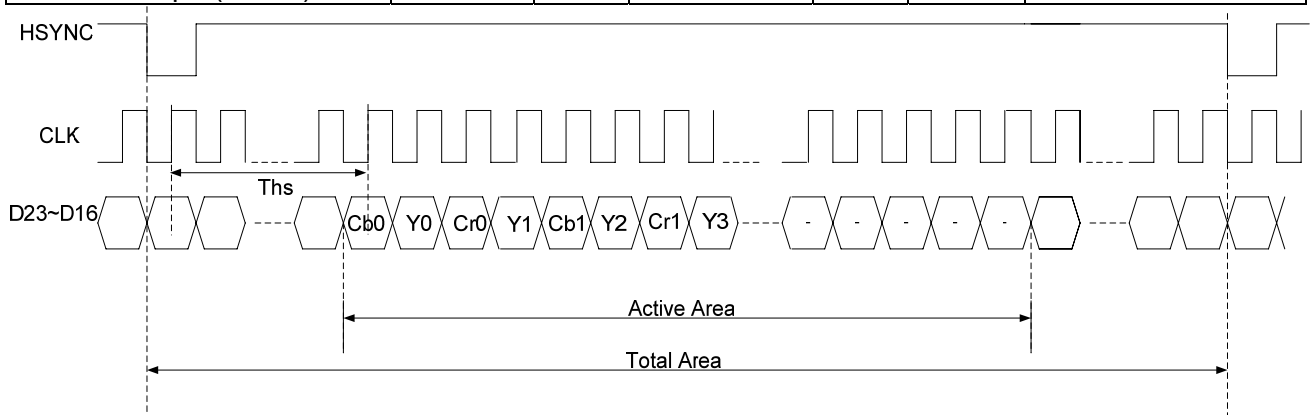 HSYNC
CLK
Ths
D23~D16 Cb0 Y0 Cr0 Y1 Cb1 Y2 Cr1 Y3 - - - - -
Active Area
Total Area